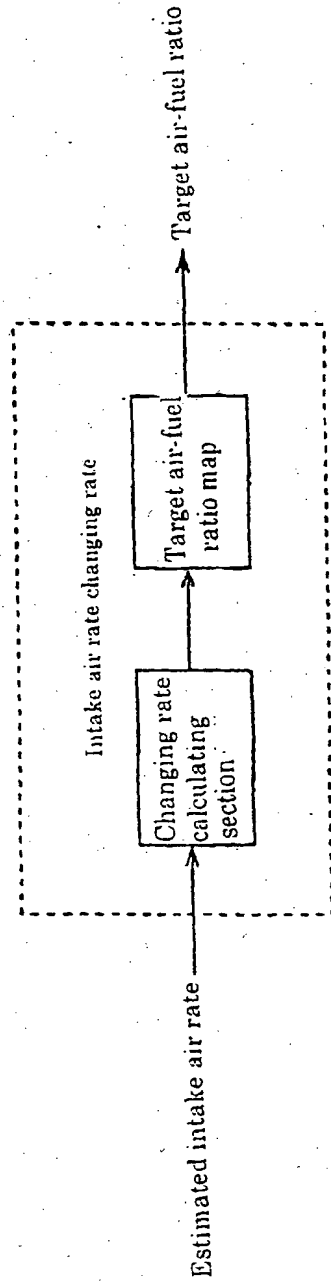 Estimated intake air rate
Intake air rate changing rate
Changing rate
calculating
section
Target air-fuel
ratio map
Target air-fuel ratio